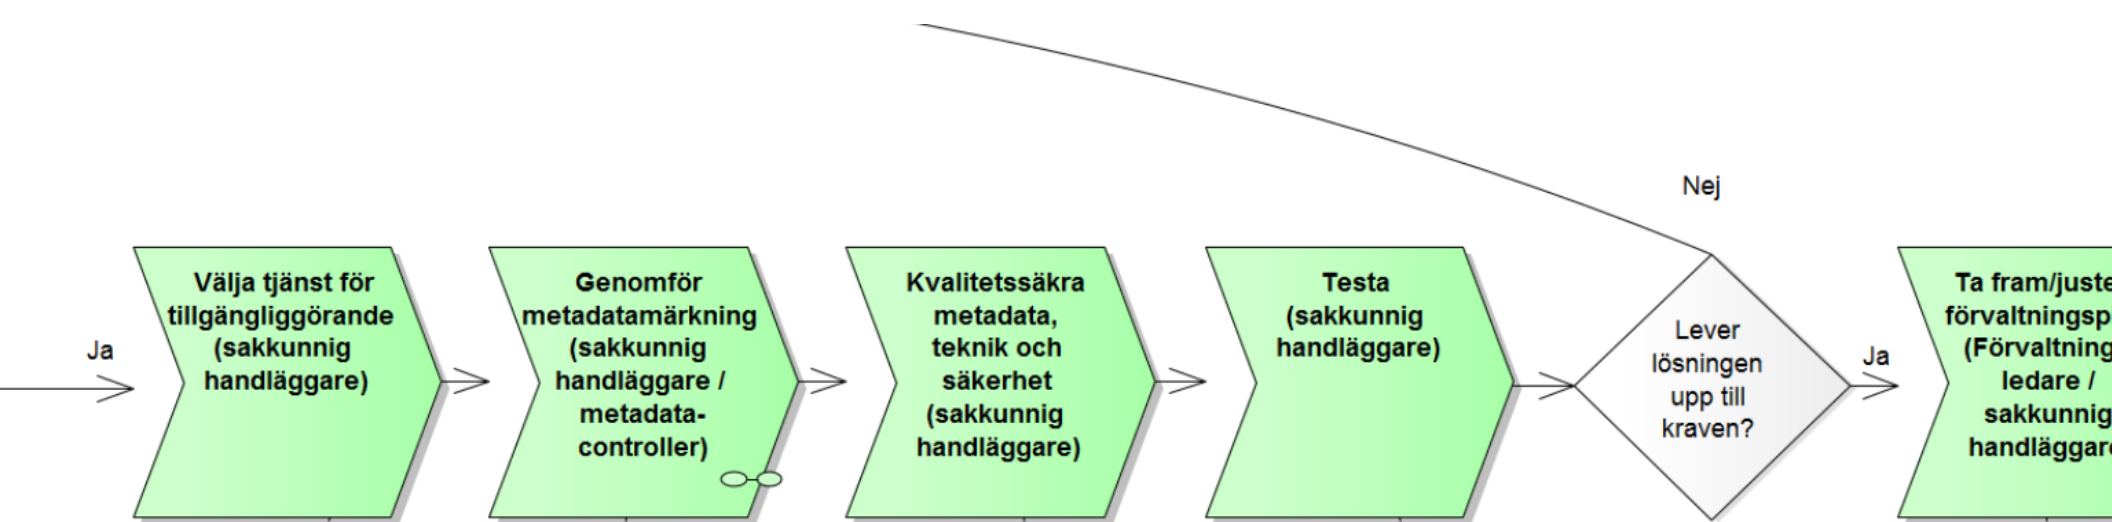 Nej
Ja
Välja tjänst för
tillgängliggörande
(sakkunnig
handläggare)
Genomför
metadatamärkning
(sakkunnig
handläggare /
metadata-
controller)
Kvalitetssäkra
metadata,
teknik och
säkerhet
(sakkunnig
handläggare)
Testa
(sakkunnig
handläggare)
Lever
lösningen
upp till
kraven?
Ja
Ta fram/juste
förvaltningsp
(Förvaltning
ledare /
sakkunnig
handläggar